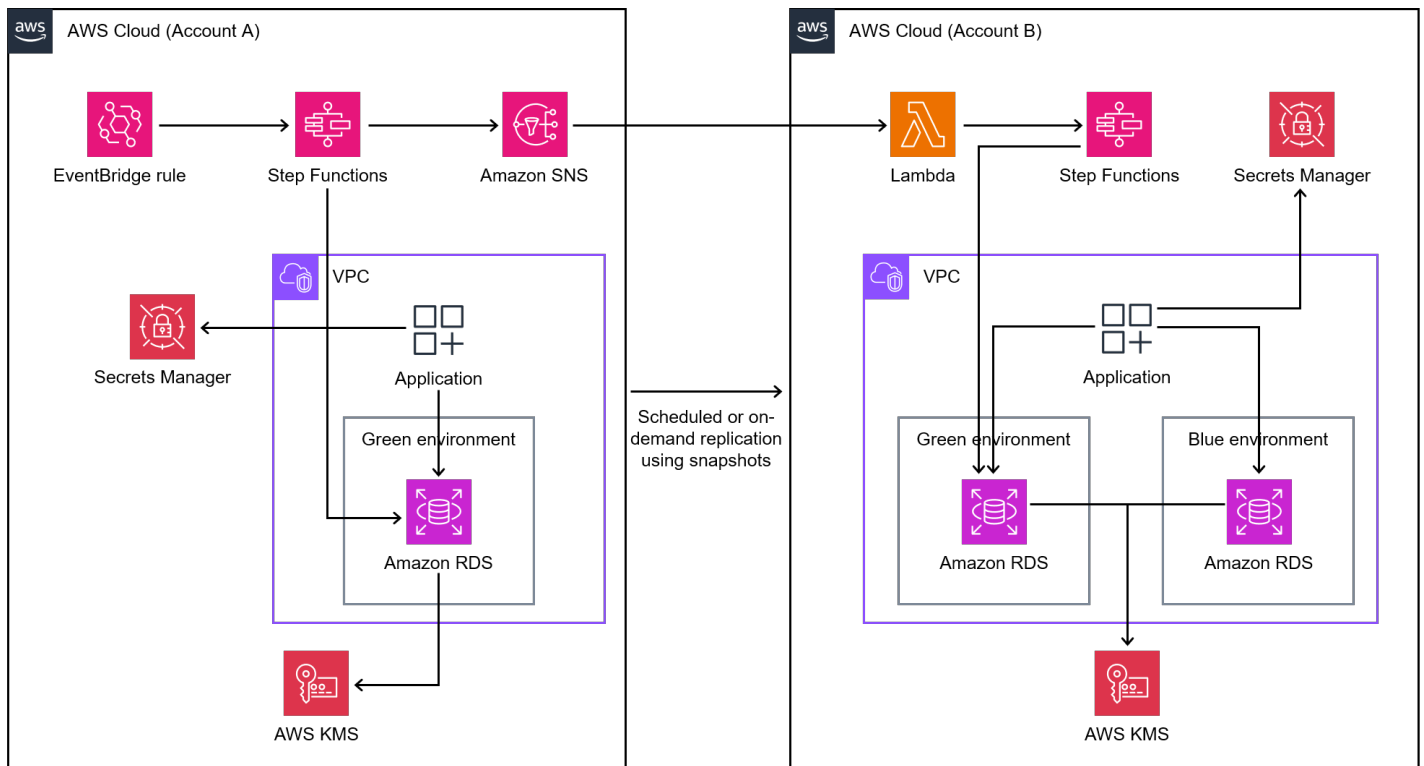 aws
AWS Cloud (Account A)
EventBridge rule
Step Functions
Amazon SNS
VPC
Secrets Manager
Application
Green environment
Amazon RDS
AWS KMS
Scheduled or on-
demand replication
using snapshots
aws
AWS Cloud (Account B)
Lambda
Step Functions
Secrets Manager
VPC
Application
Green environment
Blue environment
Amazon RDS
Amazon RDS
AWS KMS